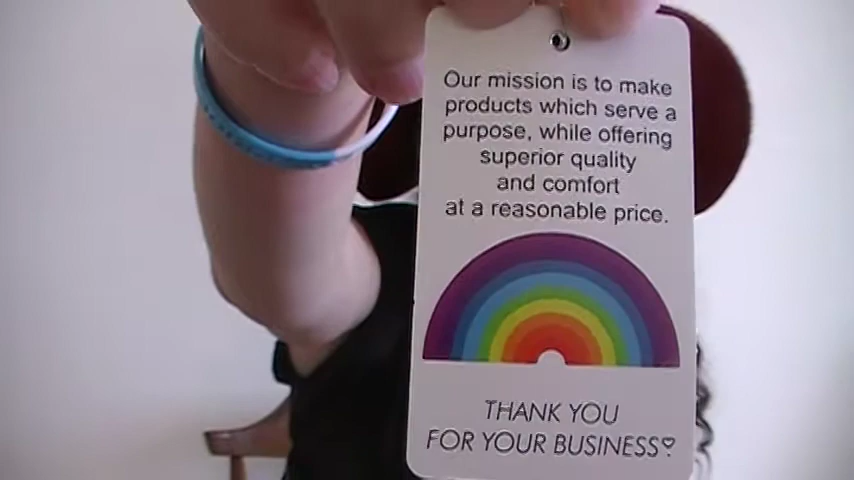 Our mission is to make
products which serve a
purpose, while offering
superior quality
and comfort
at a reasonable price.
THANK YOU
FOR YOUR BUSINESS♡